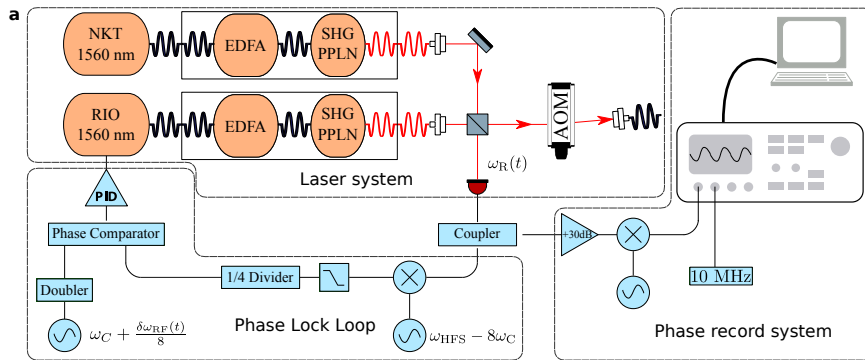 a
NKT
1560 nm
EDFA
SHG
PPLN
RIO
1560 nm
EDFA
SHG
PPLN
AOM
ω_R(t)
Laser system
PID
Phase Comparator
Coupler
+30dB
1/4 Divider
10 MHz
Doubler
ω_C + δω_RF(t)/8
Phase Lock Loop
ω_HFS − 8ω_C
Phase record system